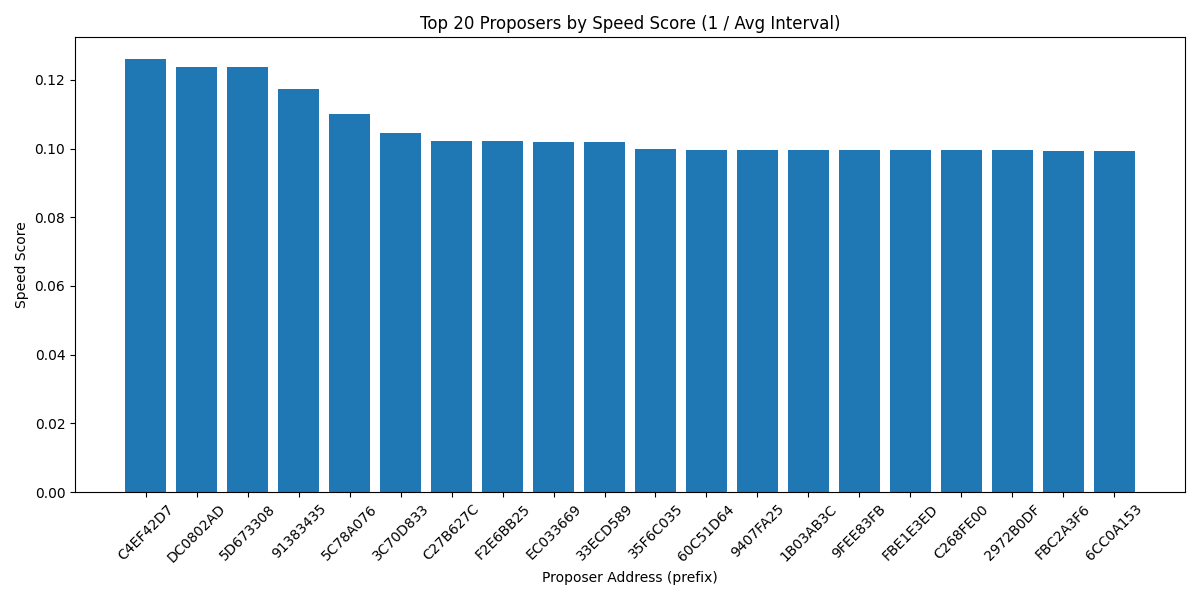 Top 20 Proposers by Speed Score (1 / Avg Interval)
Speed Score
0.12
0.10
0.08
0.06
0.04
0.02
0.00
C4EF42D7
DC0802AD
5D673308
91383435
5C78A076
3C70D833
C27B627C
F2E6BB25
EC033669
33ECD589
35F6C035
60C51D64
9407FA25
1B03AB3C
9FEE83FB
FBE1E3ED
C268FE00
2972B0DF
FBC2A3F6
6CC0A153
Proposer Address (prefix)